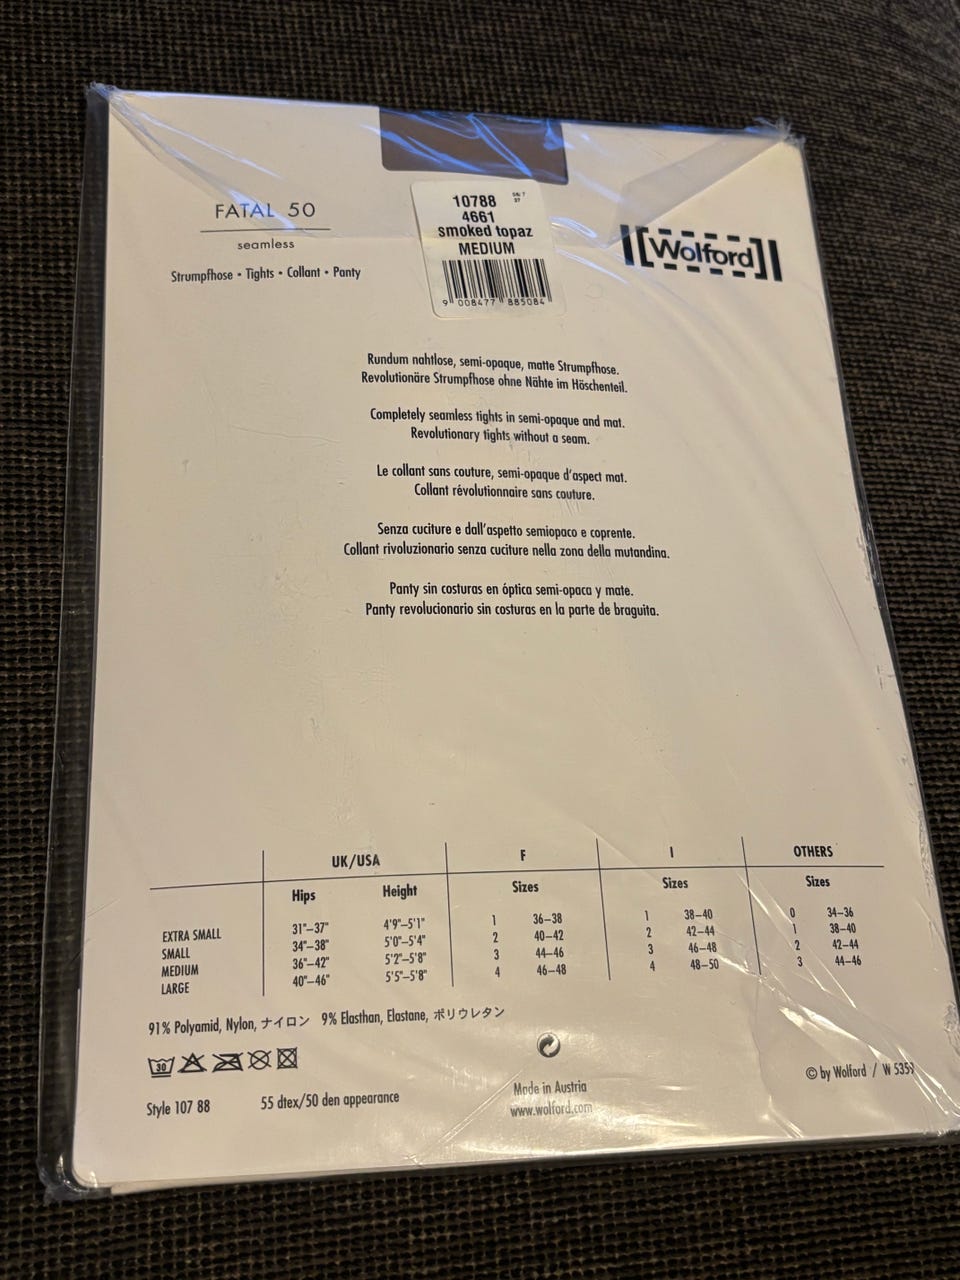 FATAL 50
seamless
Strumpfhose • Tights • Collant • Panty
10788
4661
smoked topaz
MEDIUM
9 008477 885084
Wolford
Rundum nahtlose, semi-opaque, matte Strumpfhose.
Revolutionäre Strumpfhose ohne Nähte im Höschenteil.
Completely seamless tights in semi-opaque and mat.
Revolutionary tights without a seam.
Le collant sans couture, semi-opaque d'aspect mat.
Collant révolutionnaire sans couture.
Senza cuciture e dall'aspetto semiopaco e coprente.
Collant rivoluzionario senza cuciture nella zona della mutandina.
Panty sin costuras en óptica semi-opaca y mate.
Panty revolucionario sin costuras en la parte de braguita.
UK/USA F I OTHERS
Hips Height Sizes Sizes Sizes
EXTRA SMALL 31"–37" 4'9"–5'1" 1 36–38 1 38–40 0 34–36
SMALL 34"–38" 5'0"–5'4" 2 40–42 2 42–44 1 38–40
MEDIUM 36"–42" 5'2"–5'8" 3 44–46 3 46–48 2 42–44
LARGE 40"–46" 5'5"–5'8" 4 46–48 4 48–50 3 44–46
91% Polyamid, Nylon, ナイロン 9% Elasthan, Elastane, ポリウレタン
30
Style 107 88 55 dtex/50 den appearance
Made in Austria
www.wolford.com
© by Wolford / W